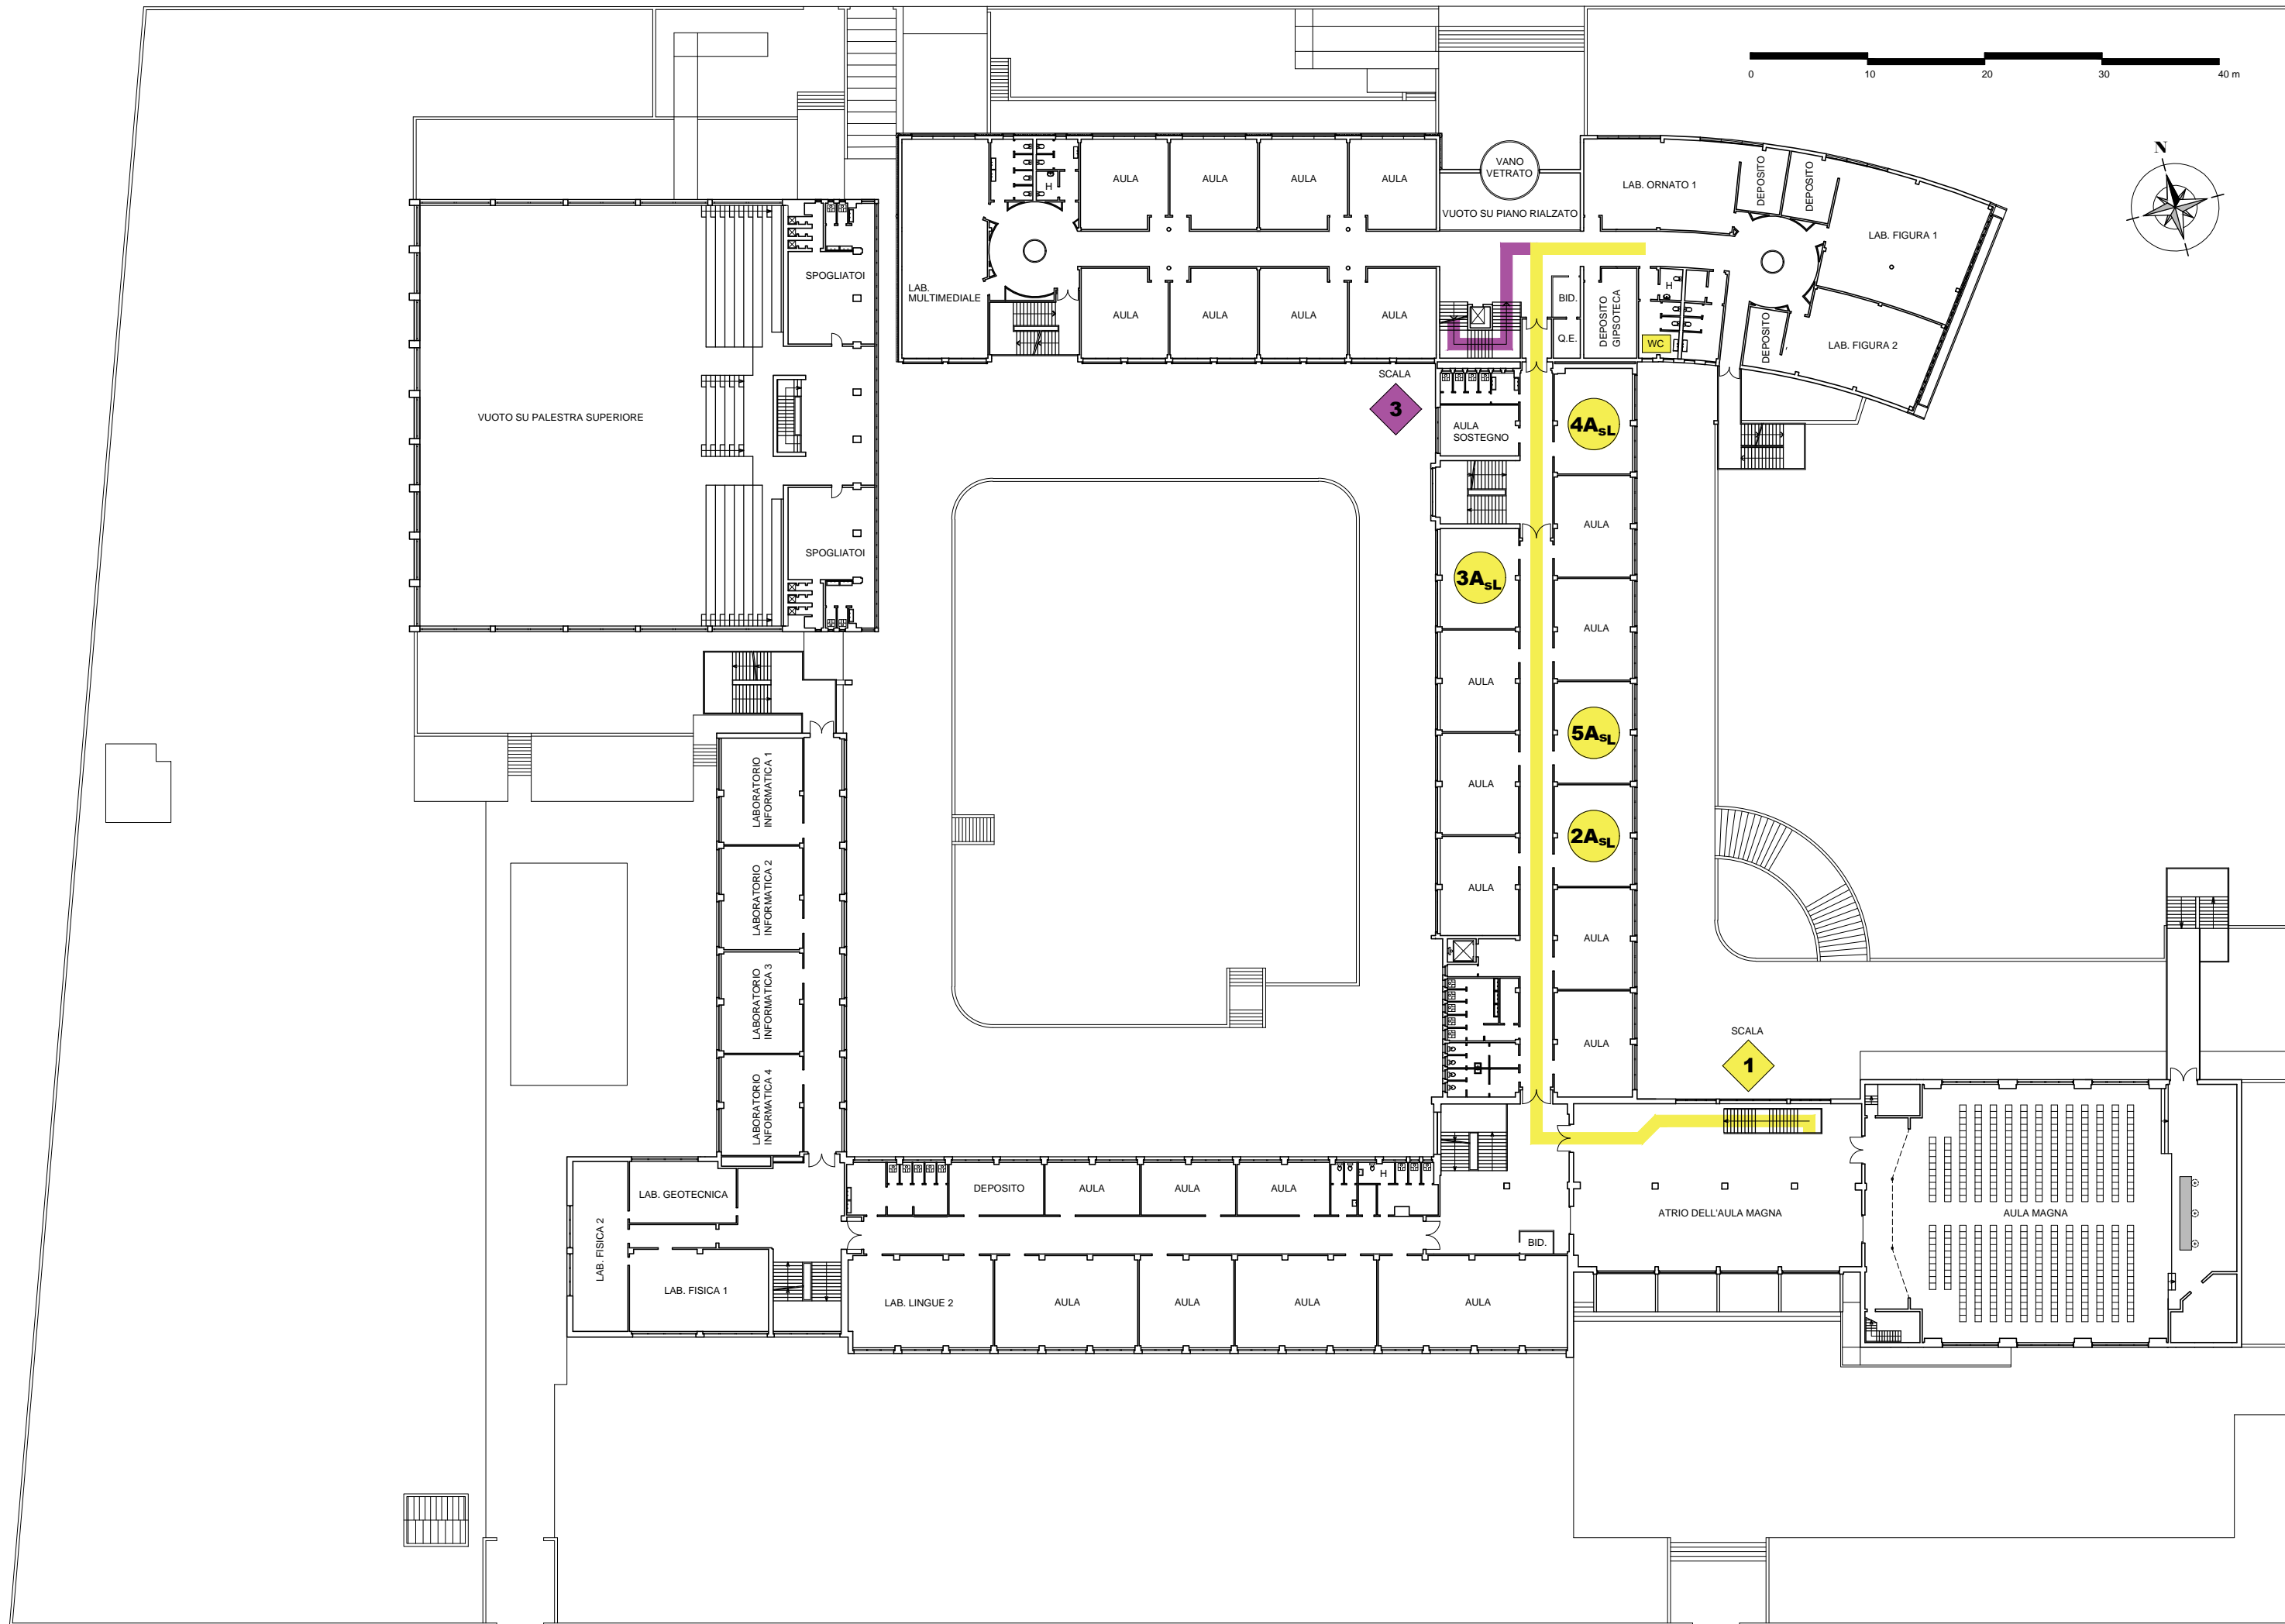 0 10 20 30 40 m
N
VANO
VETRATO
VUOTO SU PIANO RIALZATO
LAB. ORNATO 1
DEPOSITO
DEPOSITO
LAB. FIGURA 1
AULA
AULA
AULA
AULA
H
SPOGLIATOI
LAB.
MULTIMEDIALE
AULA
AULA
AULA
AULA
BID.
Q.E.
DEPOSITO
GIPSOTECA
H
WC
DEPOSITO
LAB. FIGURA 2
SCALA
3
VUOTO SU PALESTRA SUPERIORE
AULA
SOSTEGNO
4AsL
AULA
SPOGLIATOI
3AsL
AULA
AULA
5AsL
AULA
2AsL
AULA
AULA
AULA
LABORATORIO
INFORMATICA 1
LABORATORIO
INFORMATICA 2
LABORATORIO
INFORMATICA 3
LABORATORIO
INFORMATICA 4
SCALA
1
LAB. GEOTECNICA
DEPOSITO
AULA
AULA
AULA
H
ATRIO DELL'AULA MAGNA
AULA MAGNA
LAB. FISICA 2
BID.
LAB. FISICA 1
LAB. LINGUE 2
AULA
AULA
AULA
AULA